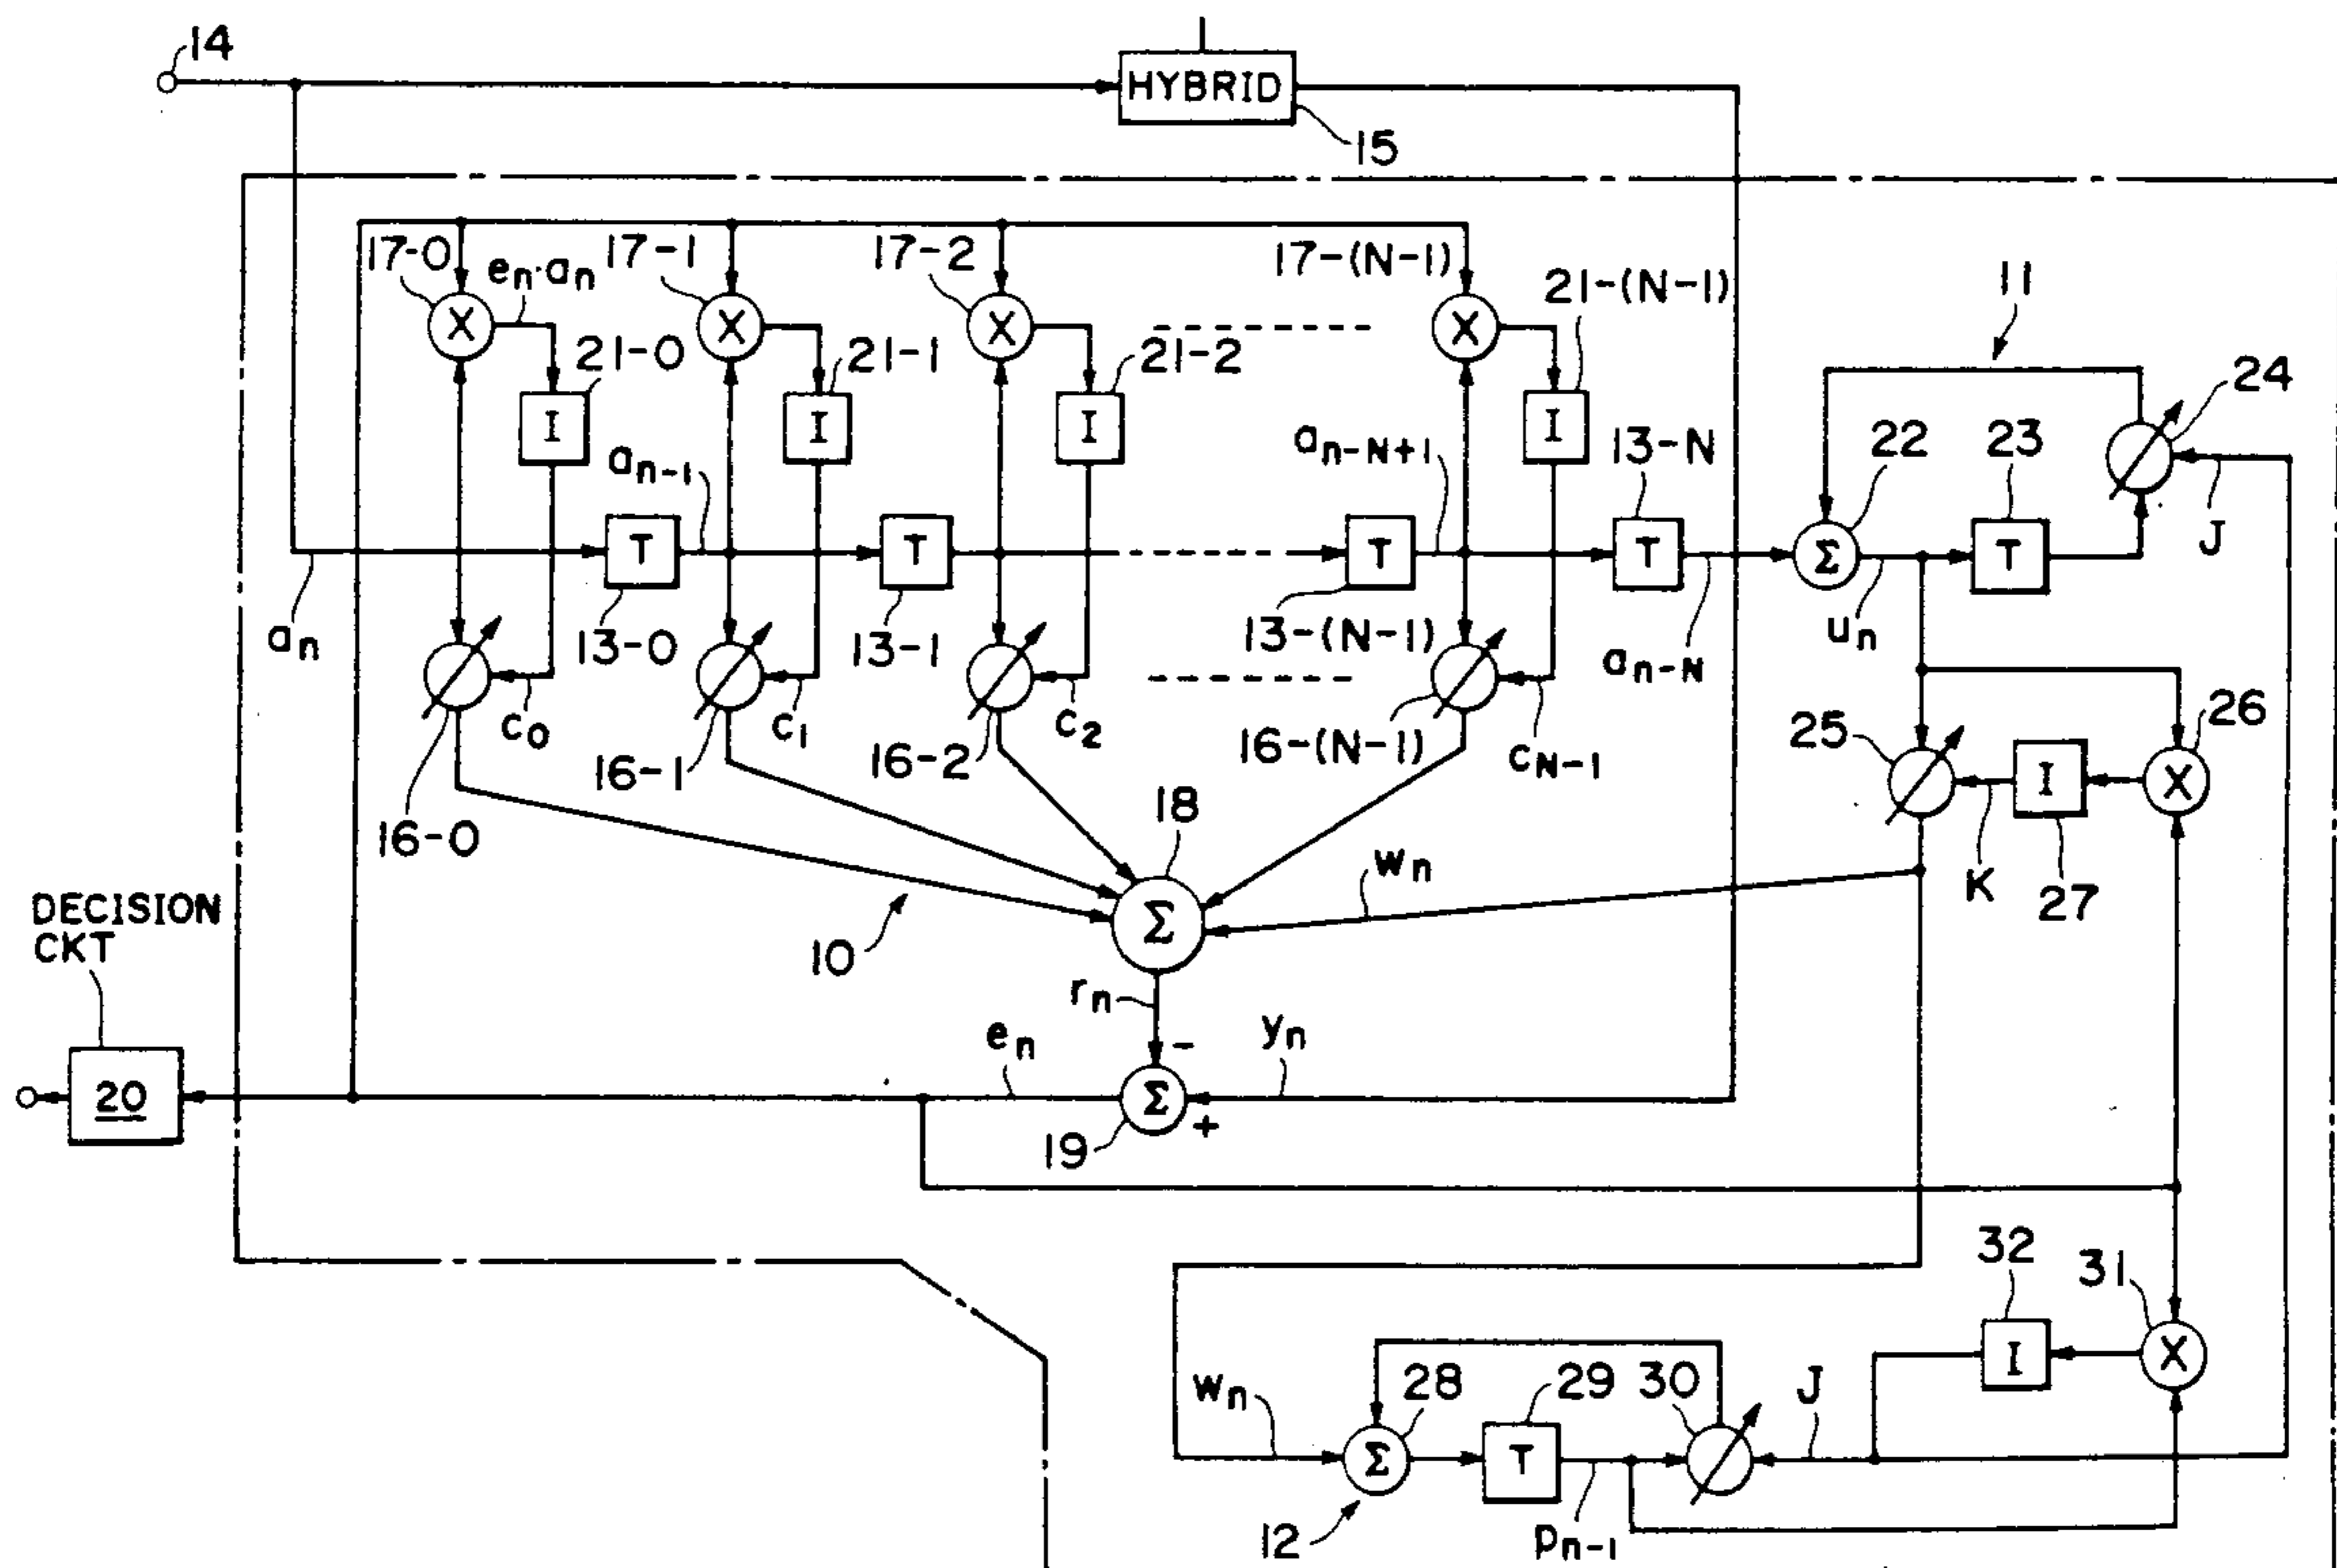 14
HYBRID
15
17-0
eₙ·aₙ
17-1
17-2
17-(N-1)
21-(N-1)
11
X
X
X
X
21-0
21-1
21-2
24
I
I
I
I
aₙ₋₁
aₙ₋N₊₁
13-N
22
23
J
T
T
T
T
Σ
T
aₙ
13-0
13-1
13-(N-1)
aₙ₋N
uₙ
c₀
c₁
c₂
16-(N-1)
cN₋₁
25
26
16-0
16-1
16-2
I
X
18
wₙ
K
27
DECISION
CKT
Σ
10
rₙ
eₙ
-
yₙ
20
Σ
19
+
32
31
I
X
wₙ
28
29
30
J
Σ
T
12
pₙ₋₁